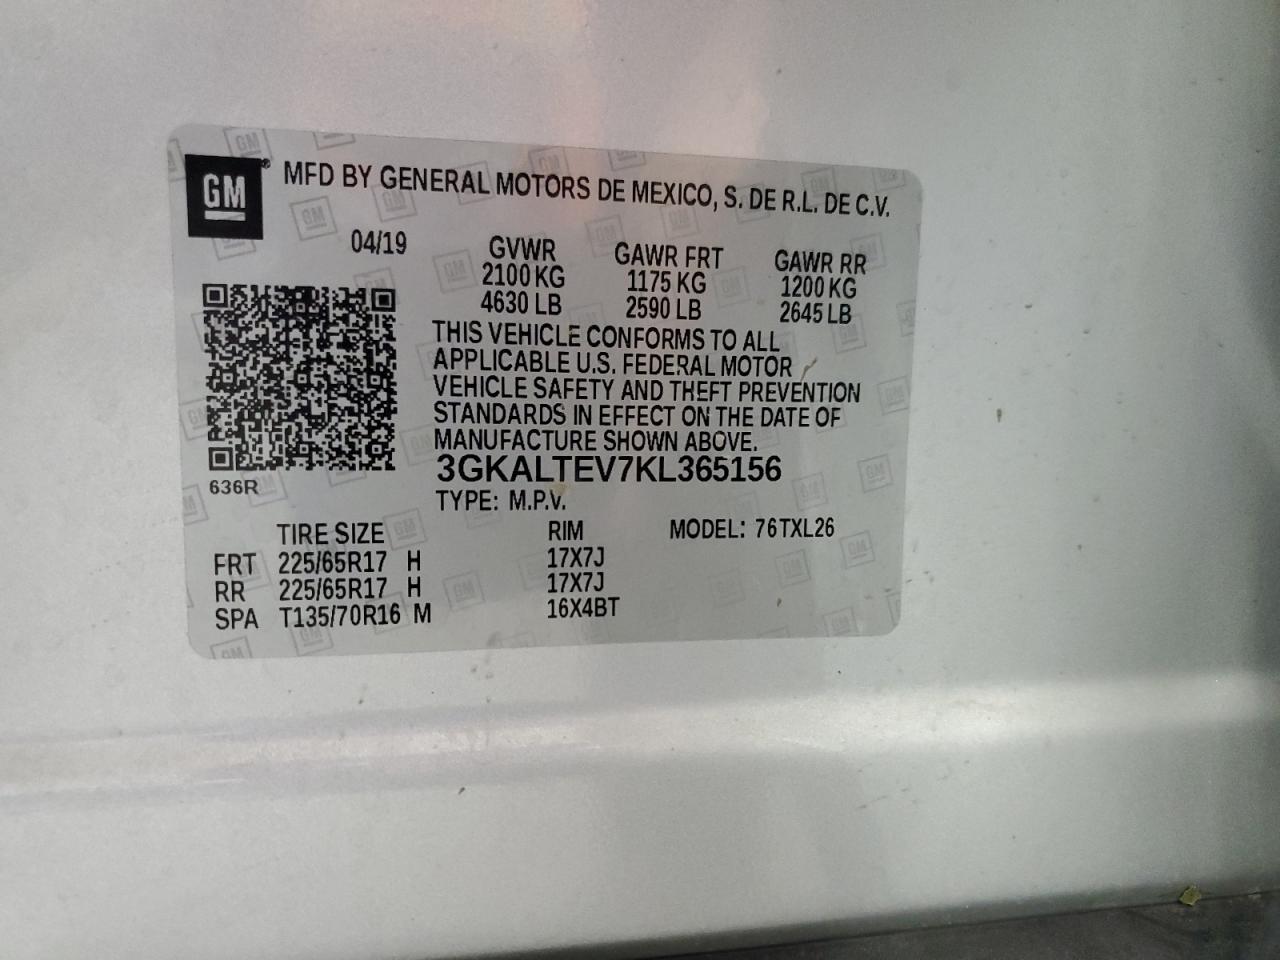 GM
MFD BY GENERAL MOTORS DE MEXICO, S. DE R.L. DE C.V.
04/19
GVWR GAWR FRT GAWR RR
2100 KG 1175 KG 1200 KG
4630 LB 2590 LB 2645 LB
THIS VEHICLE CONFORMS TO ALL
APPLICABLE U.S. FEDERAL MOTOR
VEHICLE SAFETY AND THEFT PREVENTION
STANDARDS IN EFFECT ON THE DATE OF
MANUFACTURE SHOWN ABOVE.
3GKALTEV7KL365156
636R
TYPE: M.P.V.
TIRE SIZE RIM MODEL: 76TXL26
FRT 225/65R17 H 17X7J
RR 225/65R17 H 17X7J
SPA T135/70R16 M 16X4BT